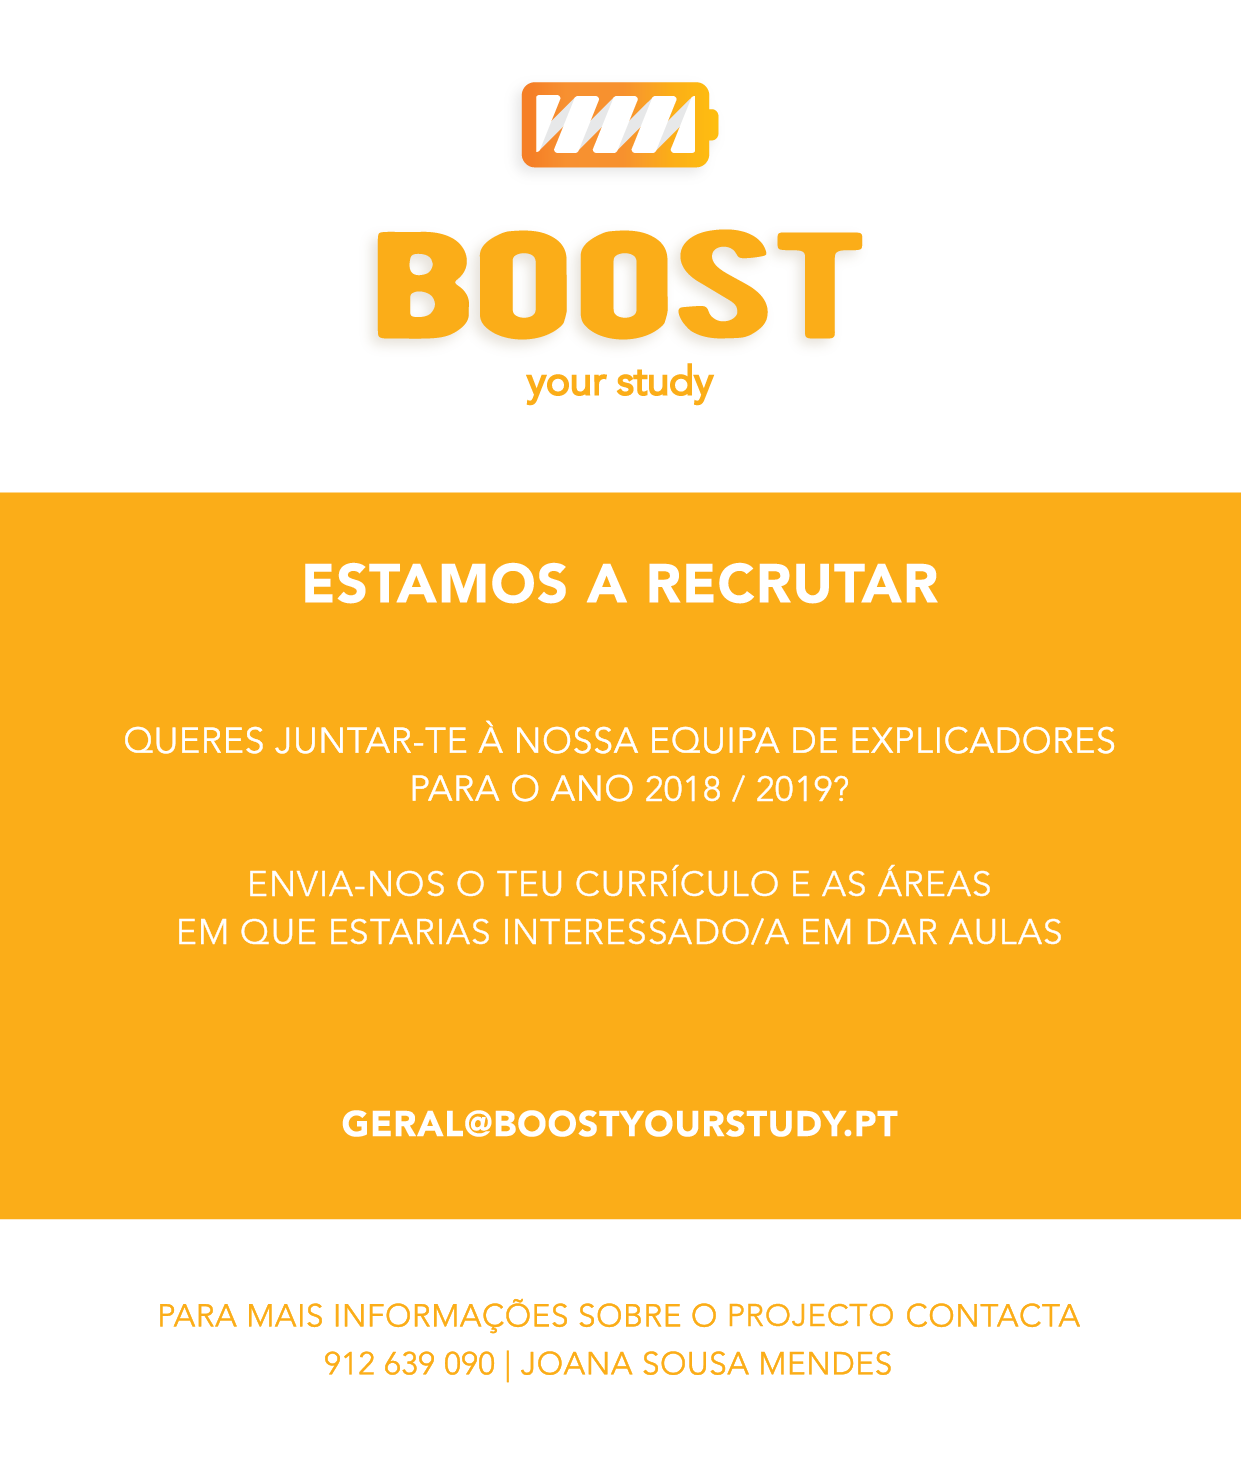 BOOST
your study
ESTAMOS A RECRUTAR
QUERES JUNTAR-TE À NOSSA EQUIPA DE EXPLICADORES
PARA O ANO 2018 / 2019?
ENVIA-NOS O TEU CURRÍCULO E AS ÁREAS
EM QUE ESTARIAS INTERESSADO/A EM DAR AULAS
GERAL@BOOSTYOURSTUDY.PT
PARA MAIS INFORMAÇÕES SOBRE O PROJECTO CONTACTA
912 639 090 | JOANA SOUSA MENDES